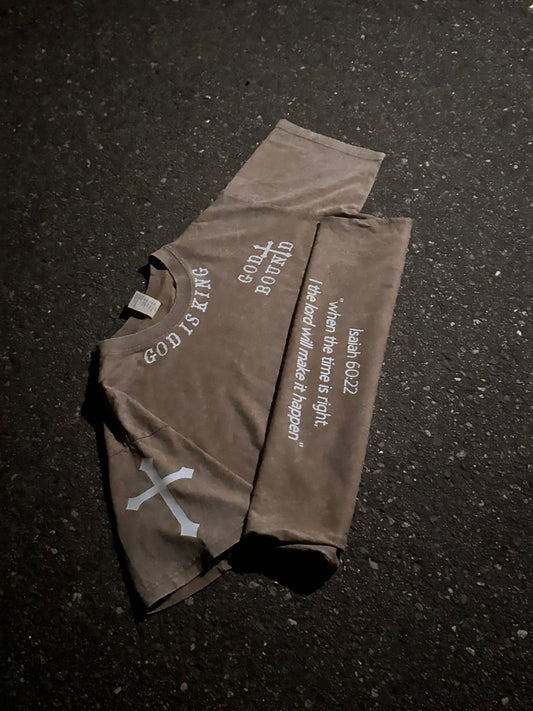 GOD IS KING
GOD
BOUND
Isaiah 60:22
"when the time is right,
I the lord will make it happen"